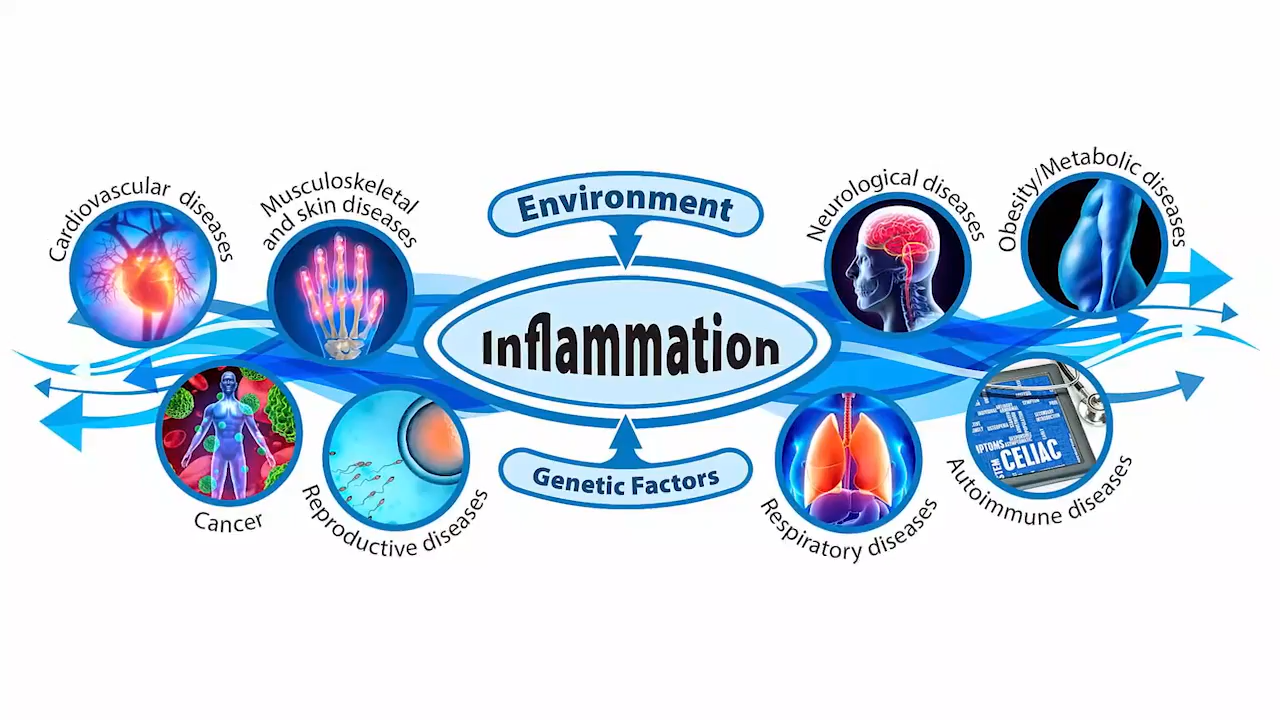 Cardiovascular diseases
Musculoskeletal
and skin diseases
Environment
Neurological diseases
Obesity/Metabolic diseases
Inflammation
Cancer
Reproductive diseases
Genetic Factors
Respiratory diseases
CELIAC
Autoimmune diseases